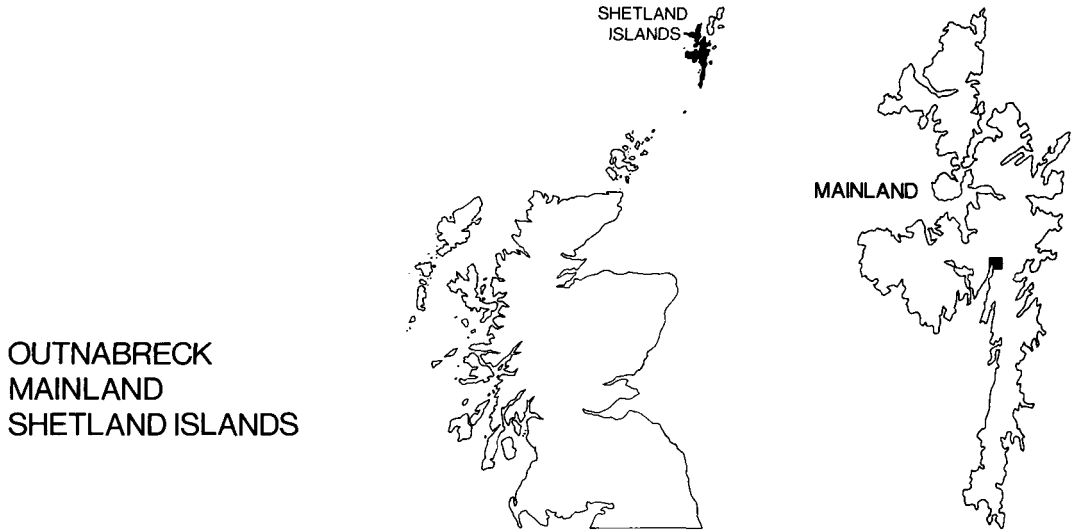 SHETLAND
ISLANDS
MAINLAND
OUTNABRECK
MAINLAND
SHETLAND ISLANDS